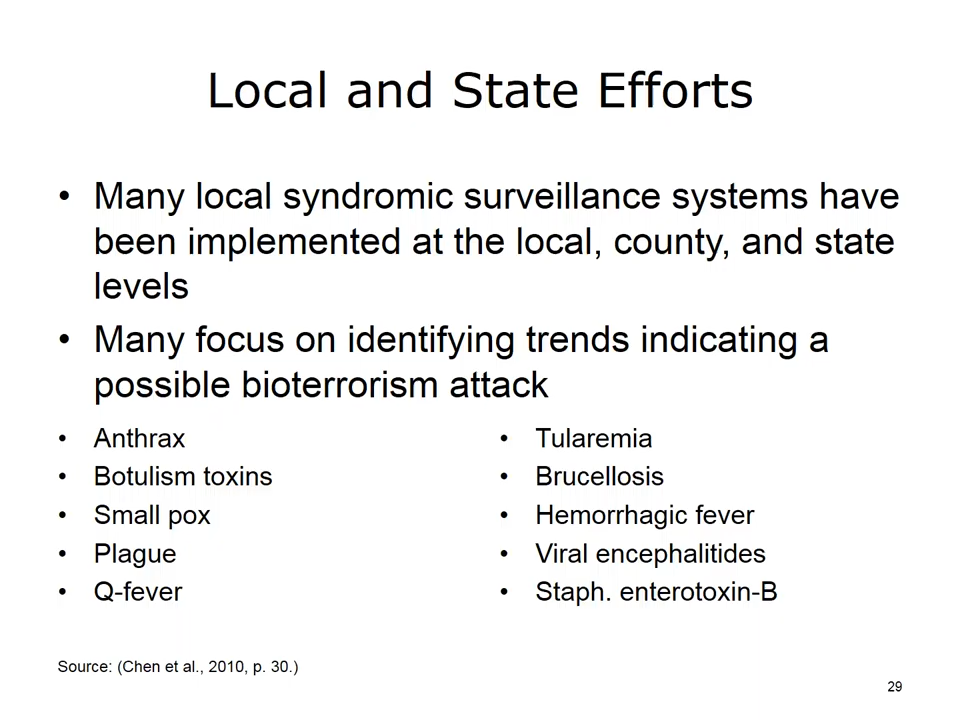 Local and State Efforts
• Many local syndromic surveillance systems have
been implemented at the local, county, and state
levels
• Many focus on identifying trends indicating a
possible bioterrorism attack
• Anthrax
• Botulism toxins
• Small pox
• Plague
• Q-fever
• Tularemia
• Brucellosis
• Hemorrhagic fever
• Viral encephalitides
• Staph. enterotoxin-B
Source: (Chen et al., 2010, p. 30.)
29